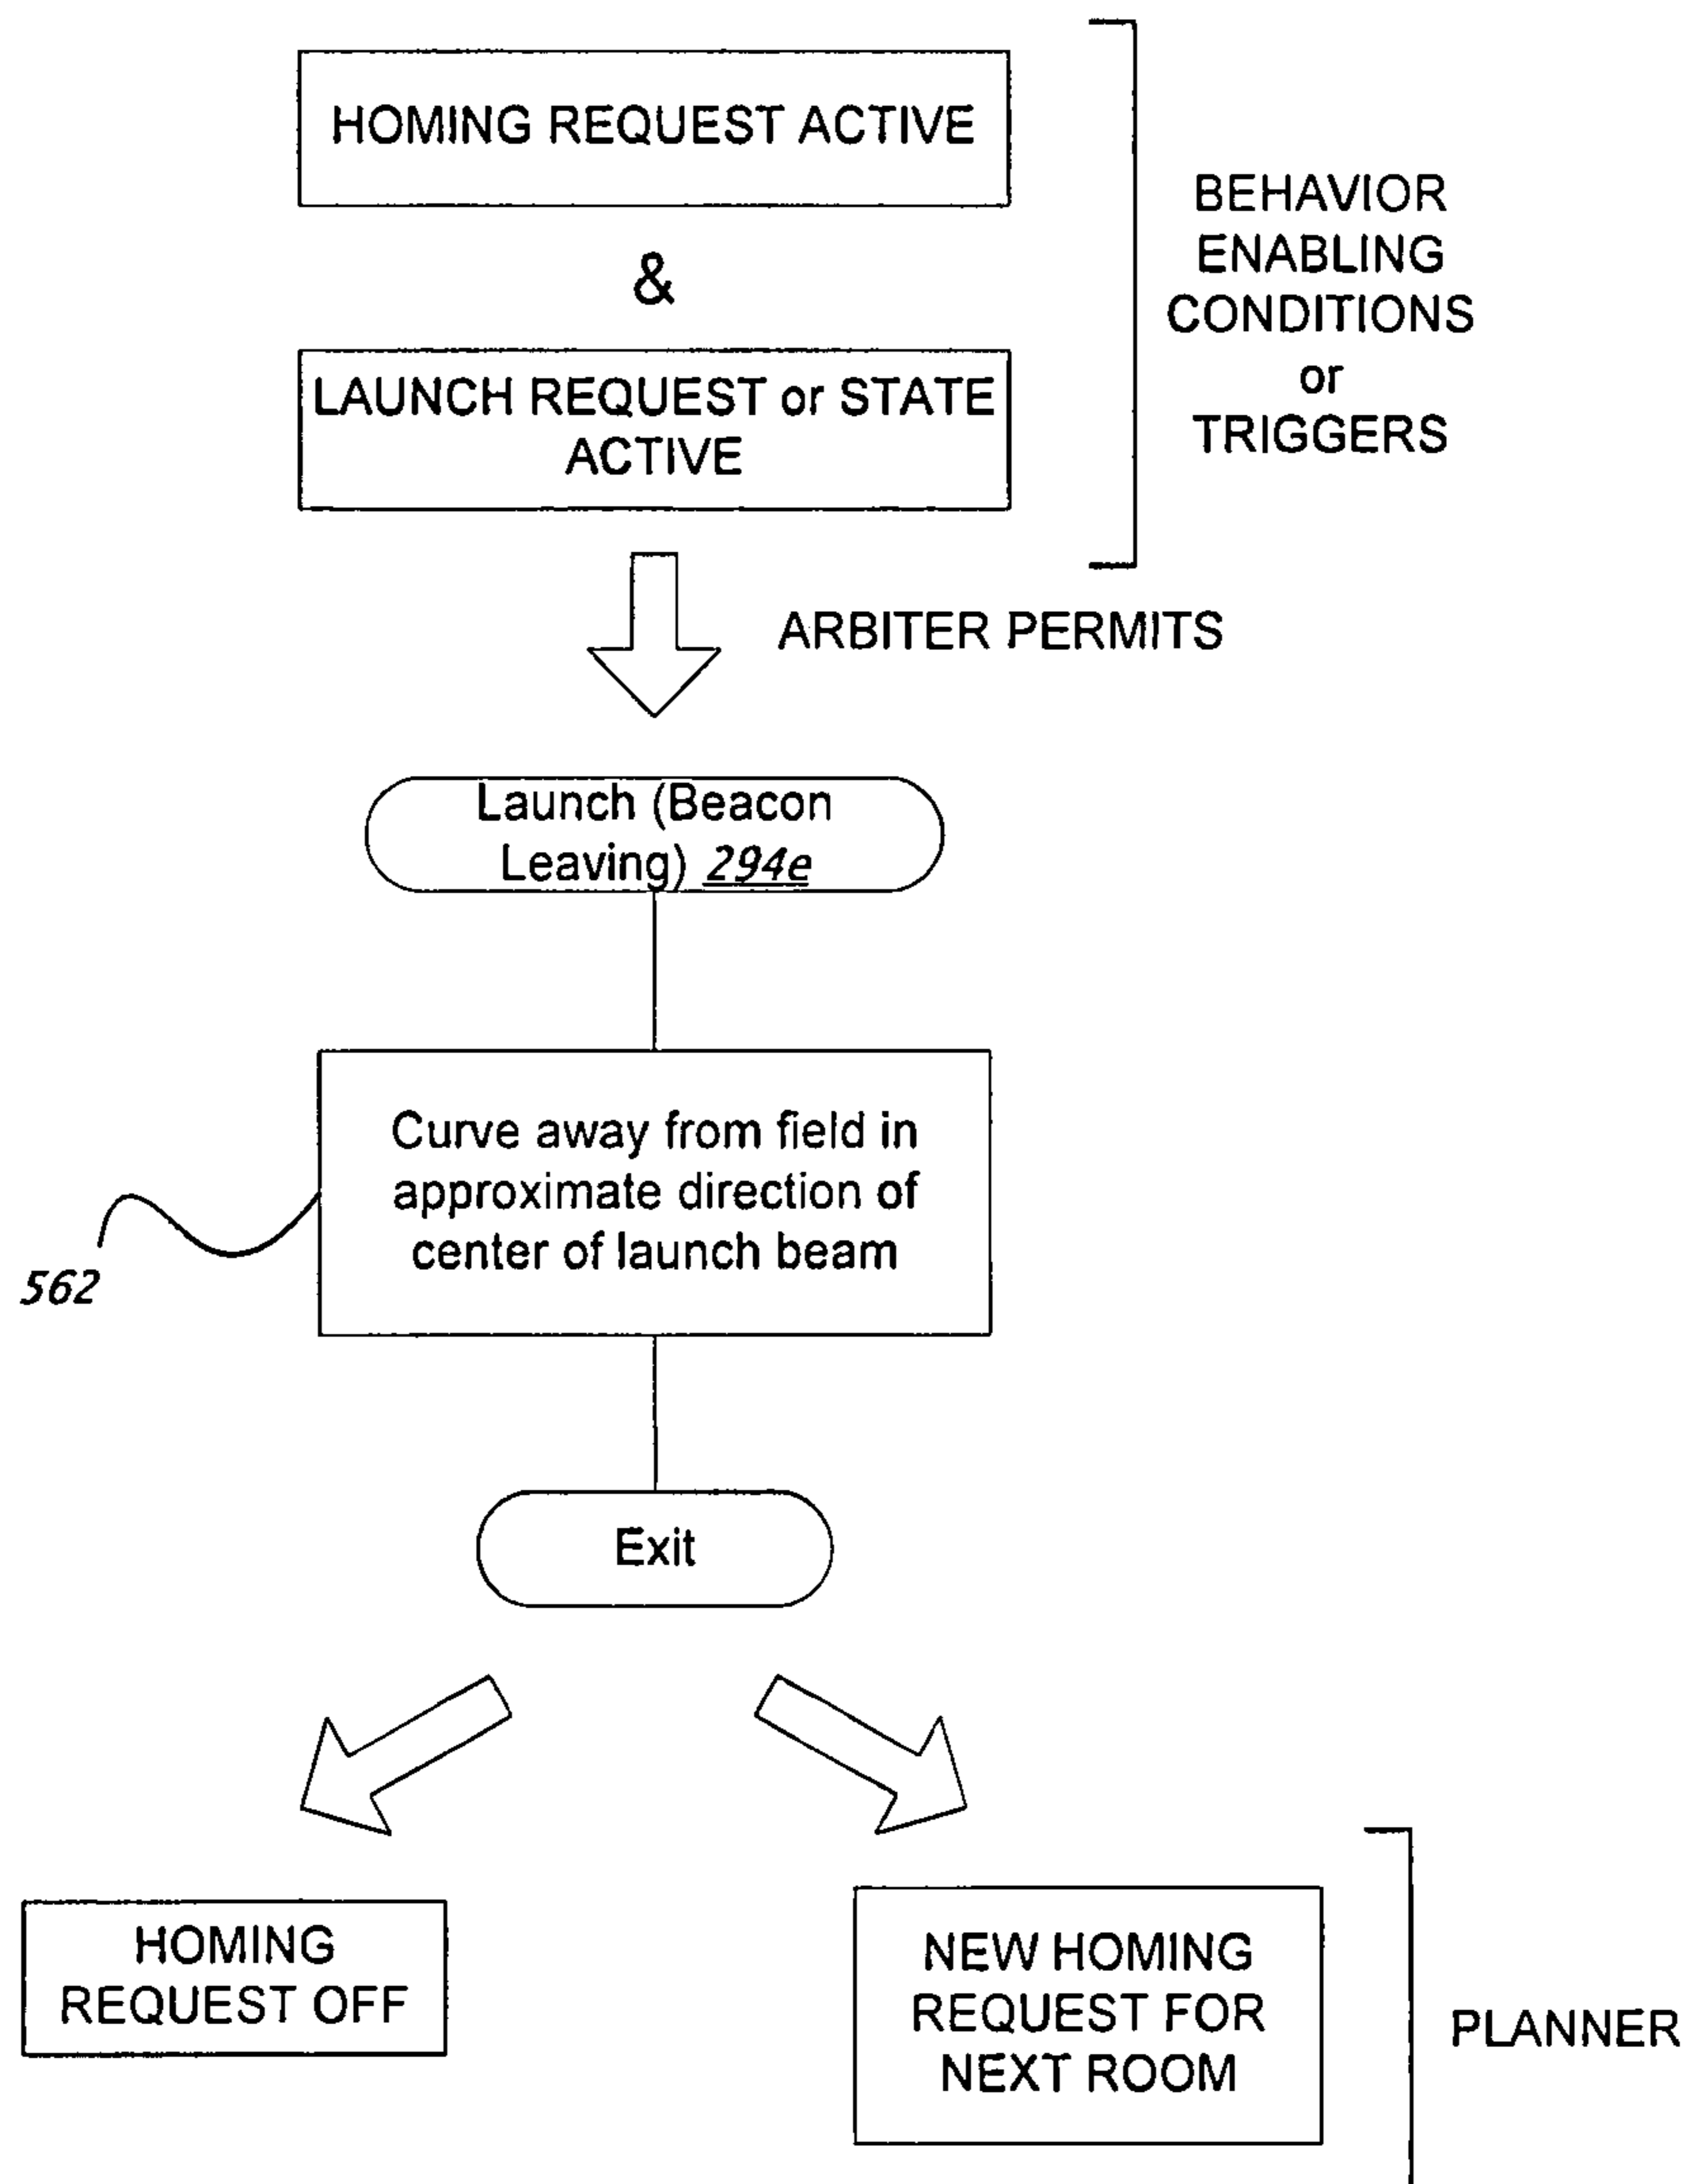 HOMING REQUEST ACTIVE
&
LAUNCH REQUEST or STATE
ACTIVE
BEHAVIOR
ENABLING
CONDITIONS
or
TRIGGERS
ARBITER PERMITS
Launch (Beacon
Leaving) 294e
Curve away from field in
approximate direction of
center of launch beam
562
Exit
HOMING
REQUEST OFF
NEW HOMING
REQUEST FOR
NEXT ROOM
PLANNER